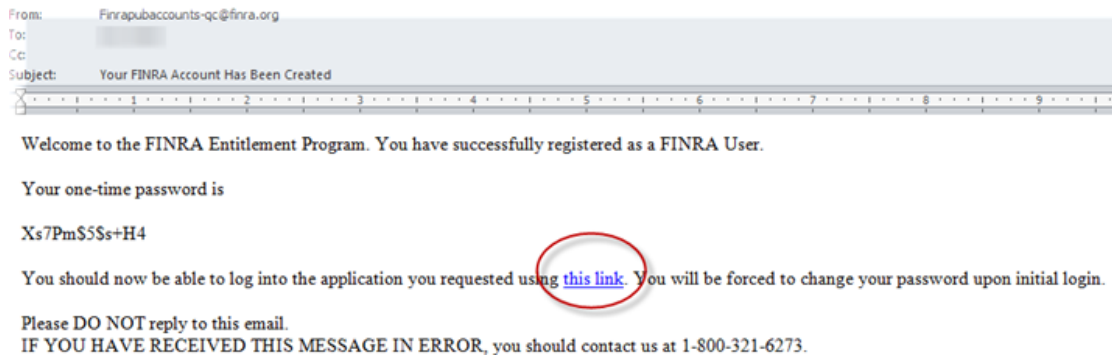 From: Finrapubaccounts-qc@finra.org
To:
Cc:
Subject: Your FINRA Account Has Been Created
1 2 3 4 5 6 7 8 9
Welcome to the FINRA Entitlement Program. You have successfully registered as a FINRA User.
Your one-time password is
Xs7Pm$5$s+H4
You should now be able to log into the application you requested using this link. You will be forced to change your password upon initial login.
Please DO NOT reply to this email.
IF YOU HAVE RECEIVED THIS MESSAGE IN ERROR, you should contact us at 1-800-321-6273.